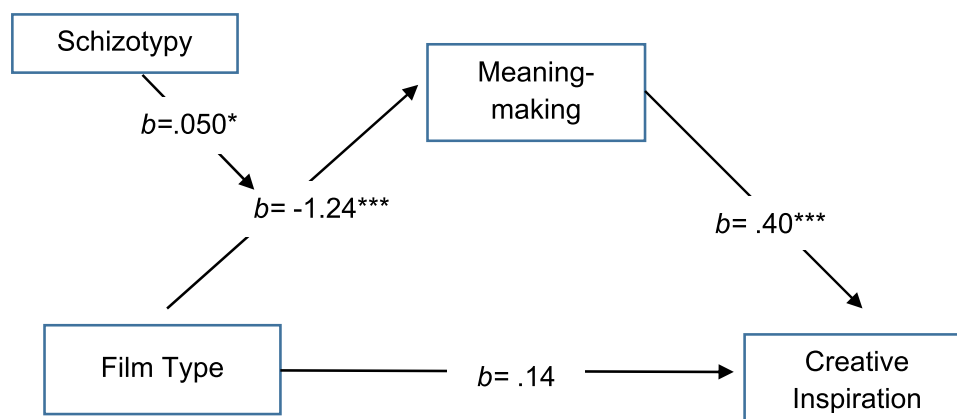 Schizotypy
Meaning-
making
b=.050*
b= -1.24***
b= .40***
Film Type
b= .14
Creative
Inspiration